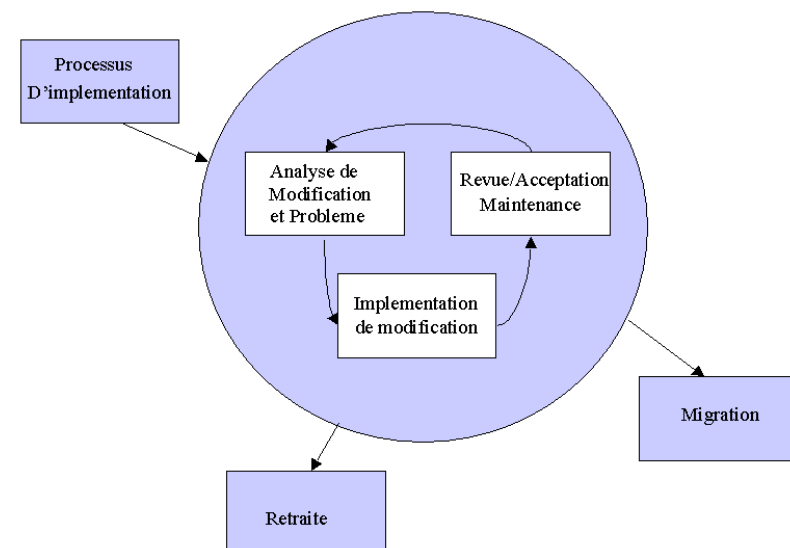 Processus
D'implementation
Analyse de
Modification
et Probleme
Revue/Acceptation
Maintenance
Implementation
de modification
Migration
Retraite